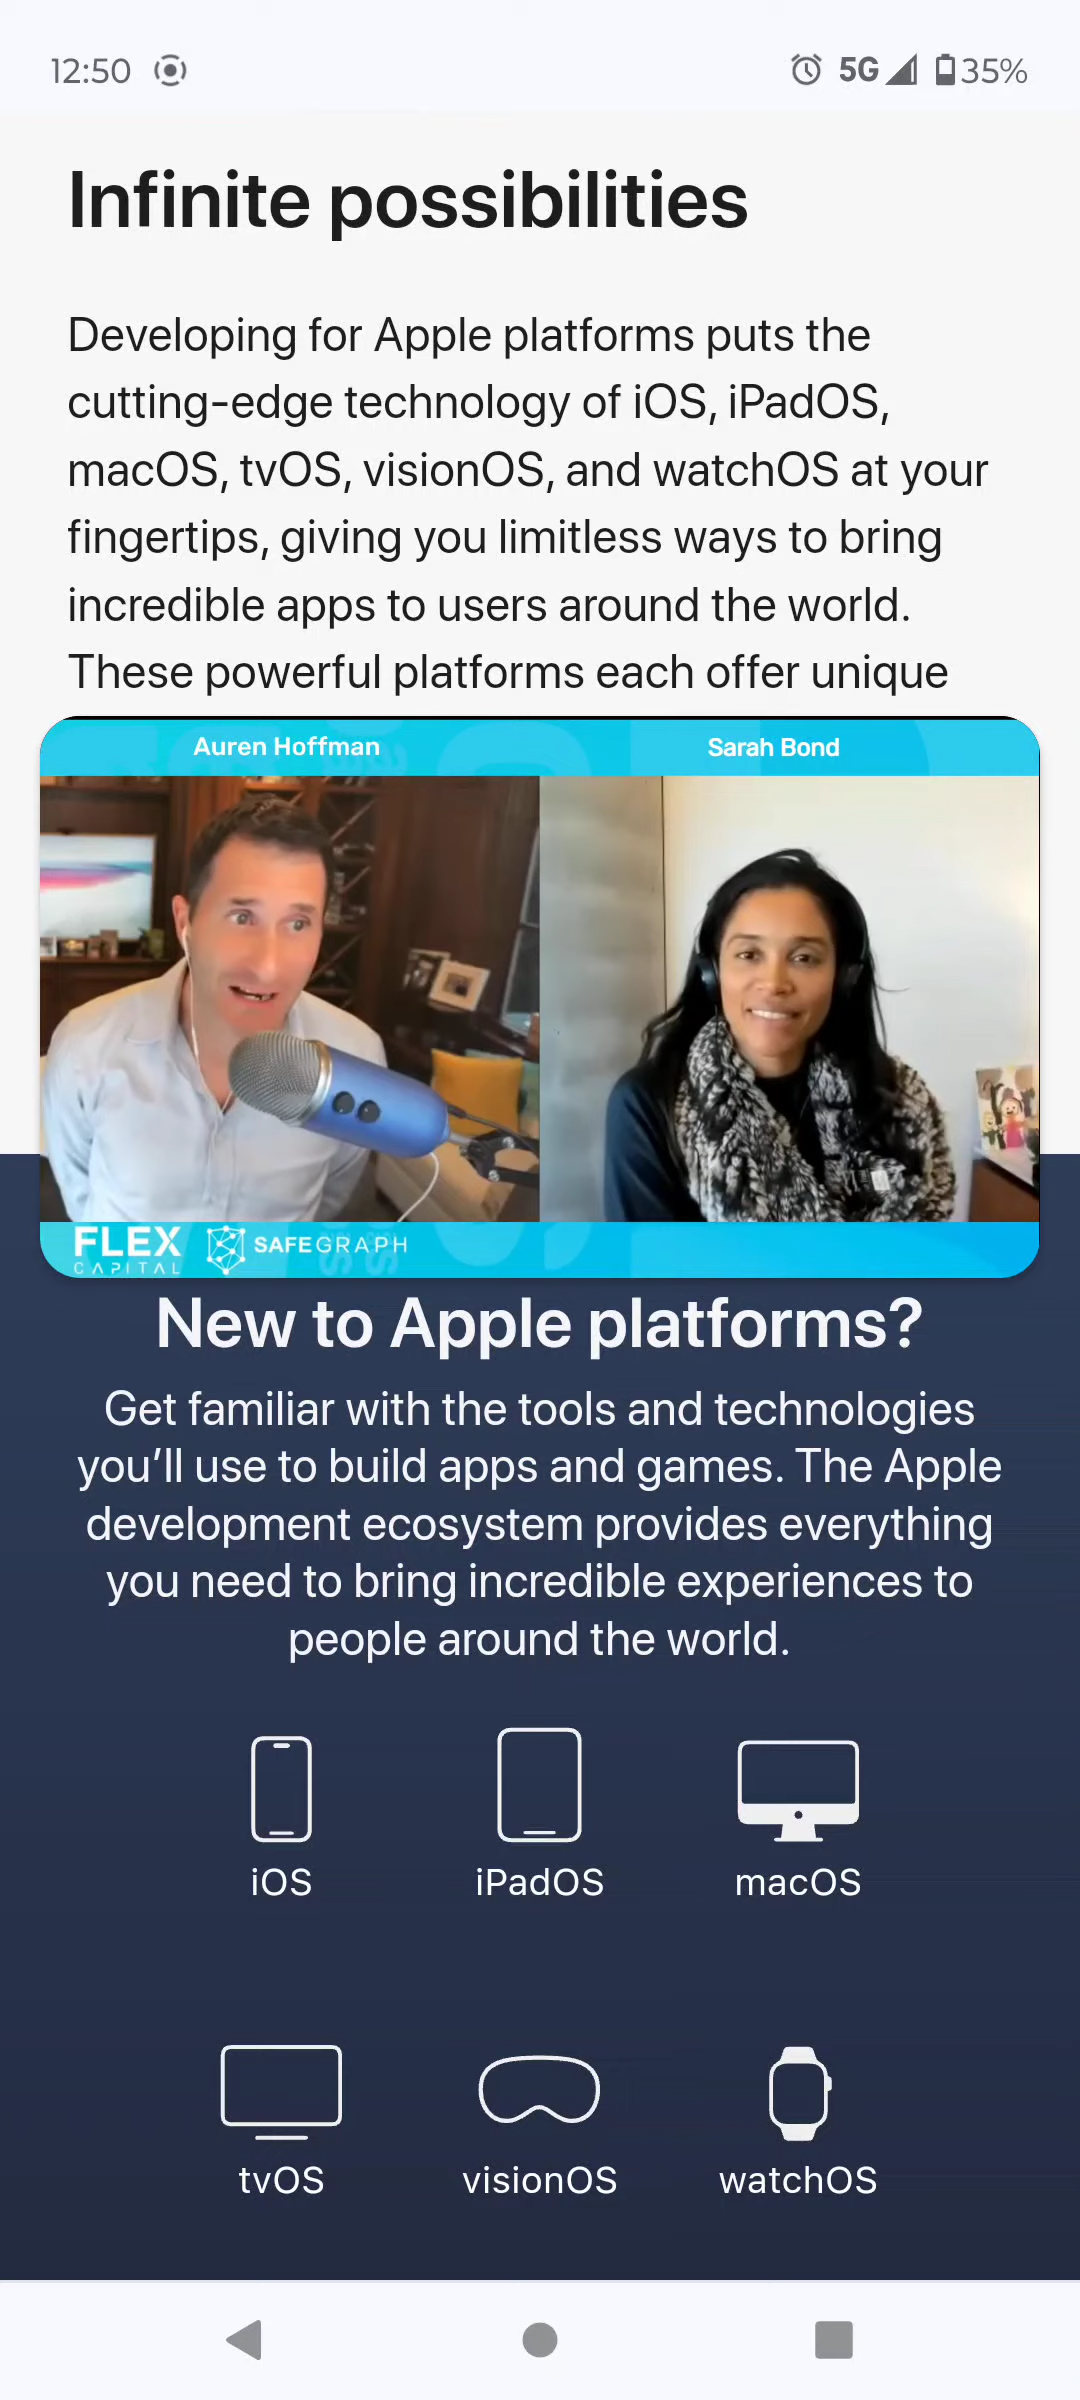 12:50
5G 35%
Infinite possibilities
Developing for Apple platforms puts the
cutting-edge technology of iOS, iPadOS,
macOS, tvOS, visionOS, and watchOS at your
fingertips, giving you limitless ways to bring
incredible apps to users around the world.
These powerful platforms each offer unique
Auren Hoffman
Sarah Bond
FLEX
CAPITAL
SAFEGRAPH
New to Apple platforms?
Get familiar with the tools and technologies
you’ll use to build apps and games. The Apple
development ecosystem provides everything
you need to bring incredible experiences to
people around the world.
iOS
iPadOS
macOS
tvOS
visionOS
watchOS